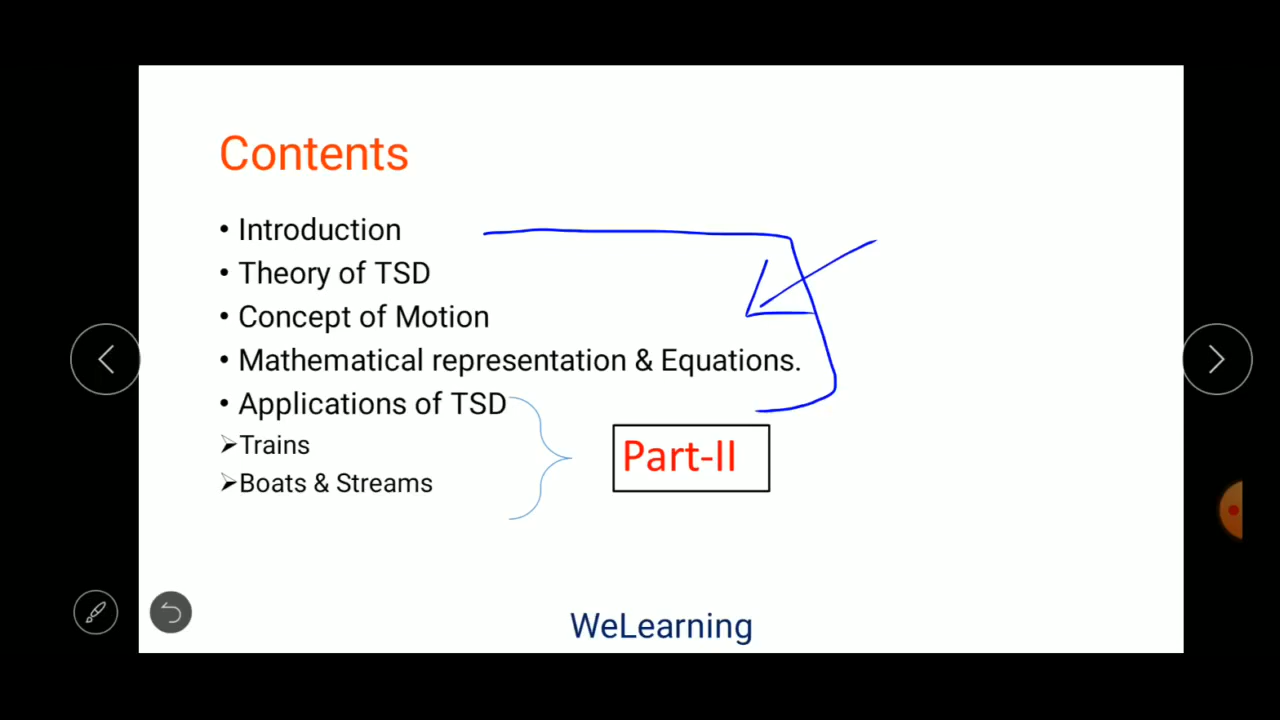 Contents
• Introduction
• Theory of TSD
• Concept of Motion
• Mathematical representation & Equations.
• Applications of TSD
➢Trains
➢Boats & Streams
Part-II
WeLearning